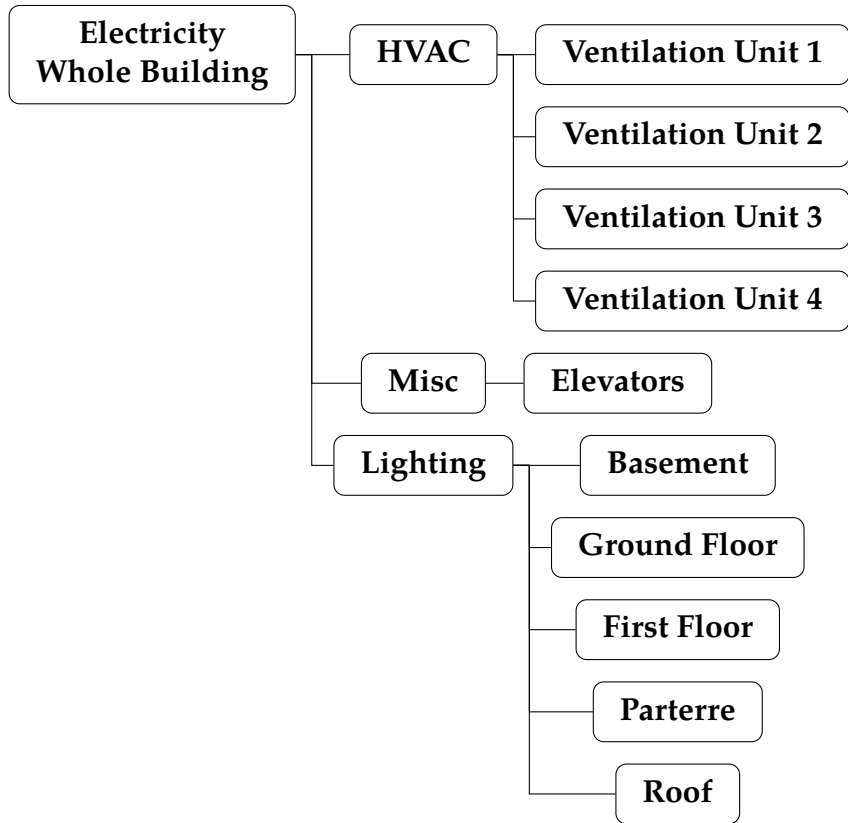 Electricity
Whole Building
HVAC
Ventilation Unit 1
Ventilation Unit 2
Ventilation Unit 3
Ventilation Unit 4
Misc
Elevators
Lighting
Basement
Ground Floor
First Floor
Parterre
Roof